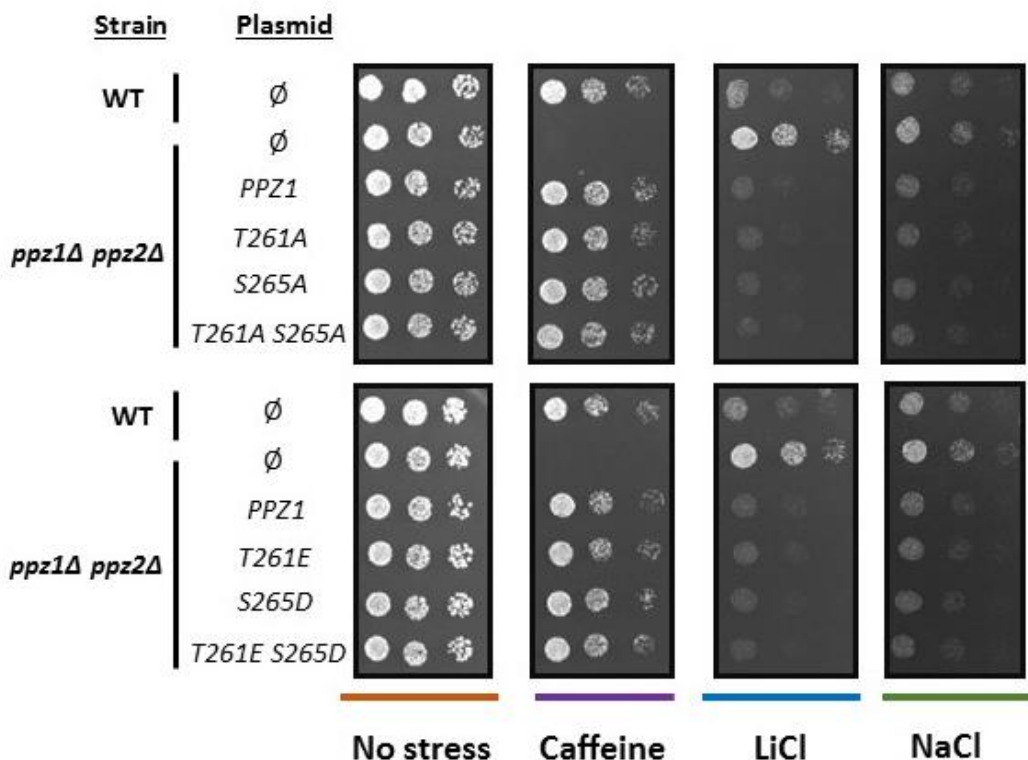 Strain Plasmid
WT ∅
∅
PPZ1
T261A
ppz1Δ ppz2Δ
S265A
T261A S265A
WT ∅
∅
PPZ1
T261E
ppz1Δ ppz2Δ
S265D
T261E S265D
No stress Caffeine LiCl NaCl